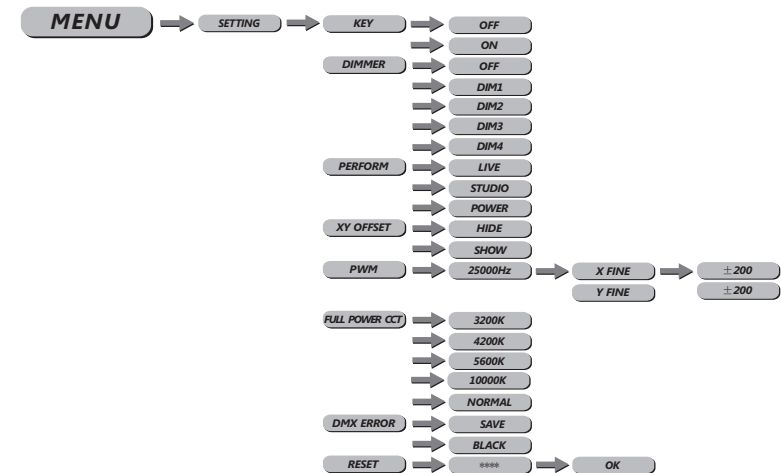 MENU SETTING KEY OFF
ON
DIMMER OFF
DIM1
DIM2
DIM3
DIM4
PERFORM LIVE
STUDIO
POWER
XY OFFSET HIDE
SHOW
PWM 25000Hz X FINE ±200
Y FINE ±200
FULL POWER CCT 3200K
4200K
5600K
10000K
NORMAL
DMX ERROR SAVE
BLACK
RESET **** OK